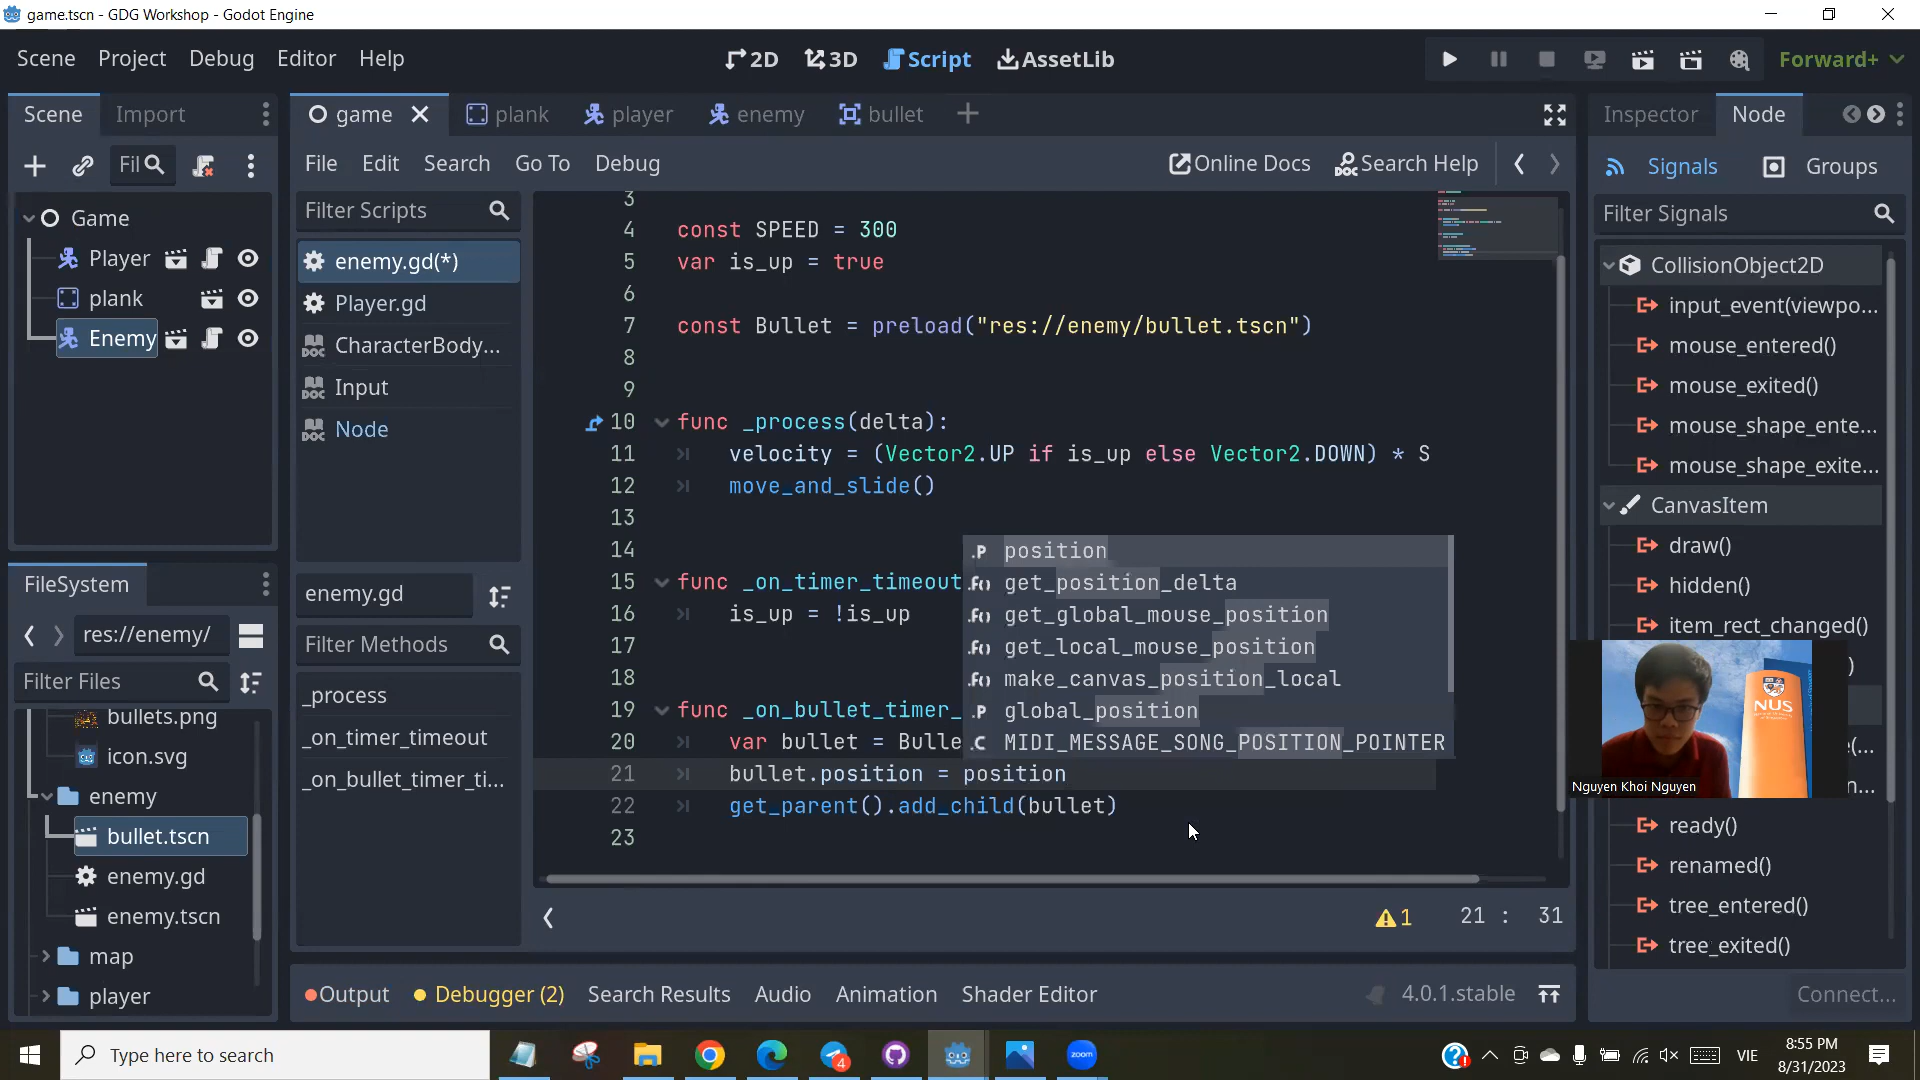 game.tscn - GDG Workshop - Godot Engine
Scene Project Debug Editor Help
2D 3D Script AssetLib
Forward+
Scene Import
game plank player enemy bullet
Inspector Node
Fil
File Edit Search Go To Debug
Online Docs Search Help
Signals Groups
Game
Player
plank
Enemy
Filter Scripts
enemy.gd(*)
Player.gd
CharacterBody...
Input
Node
enemy.gd
Filter Methods
_process
_on_timer_timeout
_on_bullet_timer_ti...
3
4 const SPEED = 300
5 var is_up = true
6
7 const Bullet = preload("res://enemy/bullet.tscn")
8
9
10 func _process(delta):
11 velocity = (Vector2.UP if is_up else Vector2.DOWN) * S
12 move_and_slide()
13
14
15 func _on_timer_timeout
16 is_up = !is_up
17
18
19 func _on_bullet_timer_
20 var bullet = Bulle
21 bullet.position = position
22 get_parent().add_child(bullet)
23
position
get_position_delta
get_global_mouse_position
get_local_mouse_position
make_canvas_position_local
global_position
MIDI_MESSAGE_SONG_POSITION_POINTER
1 21 : 31
Filter Signals
CollisionObject2D
input_event(viewpo...
mouse_entered()
mouse_exited()
mouse_shape_ente...
mouse_shape_exite...
CanvasItem
draw()
hidden()
item_rect_changed()
NUS
Nguyen Khoi Nguyen
ready()
renamed()
tree_entered()
tree_exited()
Connect...
FileSystem
res://enemy/
Filter Files
bullets.png
icon.svg
enemy
bullet.tscn
enemy.gd
enemy.tscn
map
player
Output Debugger (2) Search Results Audio Animation Shader Editor
4.0.1.stable
Type here to search
4
zoom
VIE
8:55 PM
8/31/2023